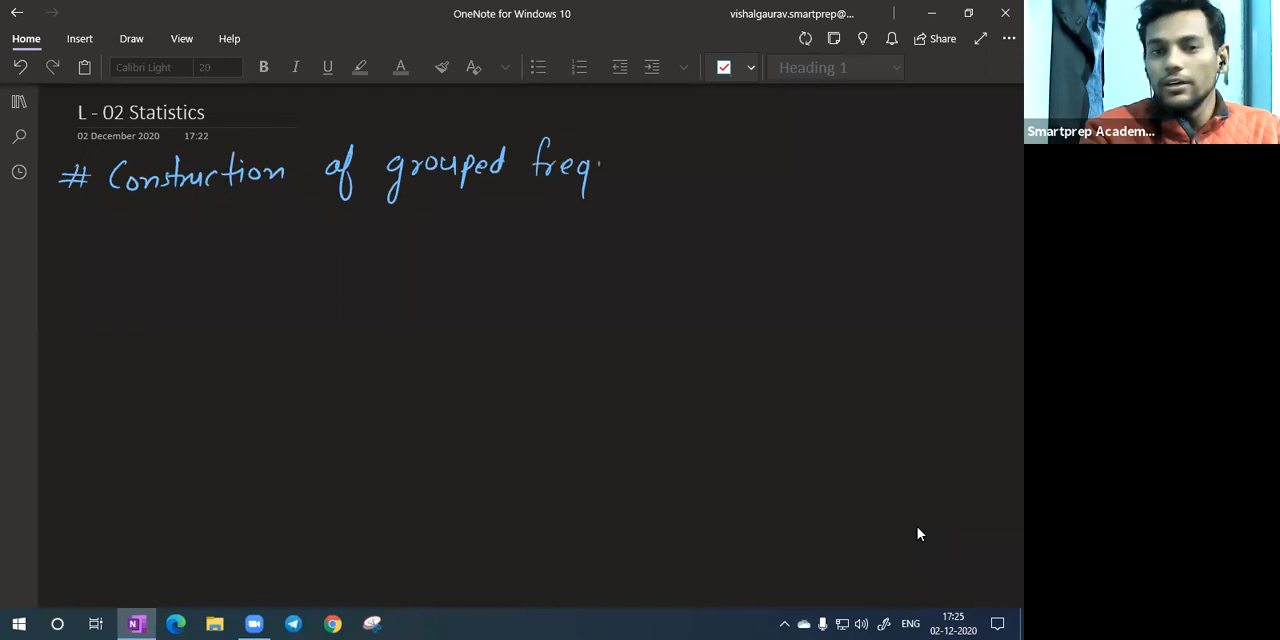 OneNote for Windows 10
vishalgaurav.smartprep@...
Home Insert Draw View Help
Share
Calibri Light 20 B I U A A Heading 1
L - 02 Statistics
02 December 2020 17:22
# Construction of grouped freq
Smartprep Academ...
ENG
17:25
02-12-2020